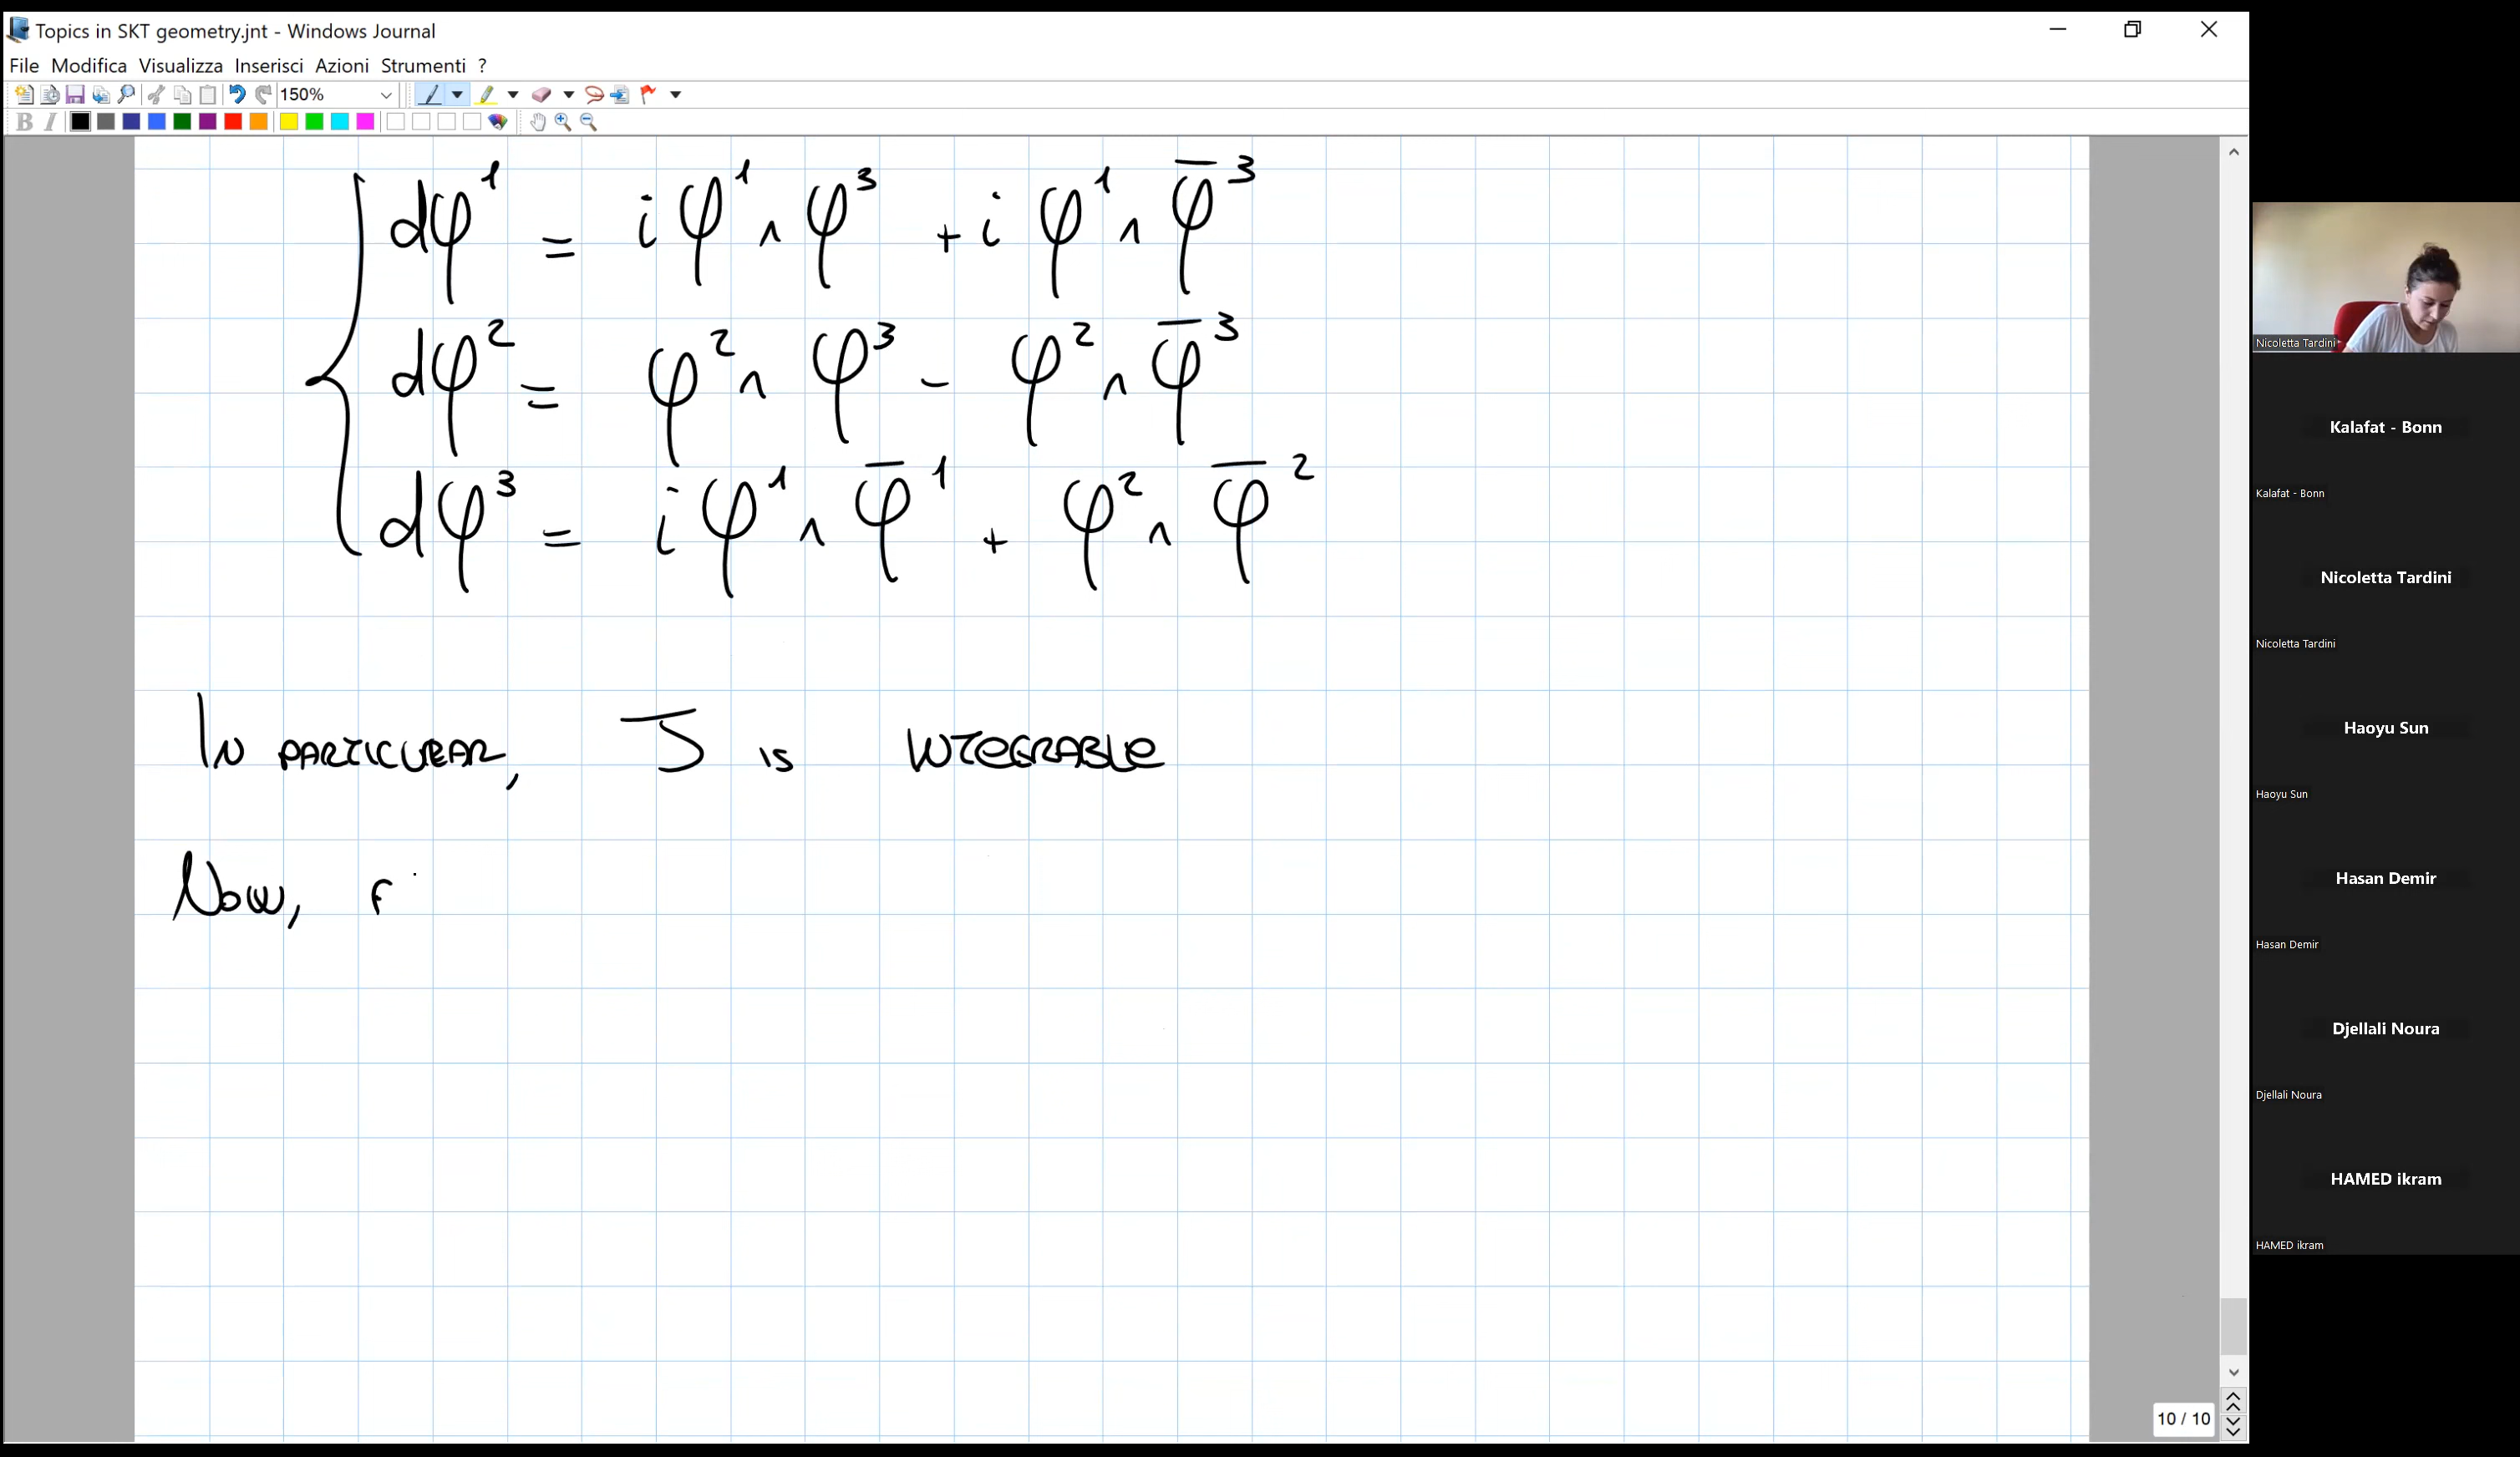 Topics in SKT geometry.jnt - Windows Journal
File Modifica Visualizza Inserisci Azioni Strumenti ?
150%
B I
dφ¹ = i φ¹ ∧ φ³ + i φ¹ ∧ φ̄³
dφ² = φ² ∧ φ³ - φ² ∧ φ̄³
dφ³ = i φ¹ ∧ φ̄¹ + φ² ∧ φ̄²
IN PARTICULAR, J IS INTEGRABLE
NOW, F
10 / 10
Nicoletta Tardini
Kalafat - Bonn
Kalafat - Bonn
Nicoletta Tardini
Nicoletta Tardini
Haoyu Sun
Haoyu Sun
Hasan Demir
Hasan Demir
Djellali Noura
Djellali Noura
HAMED ikram
HAMED ikram